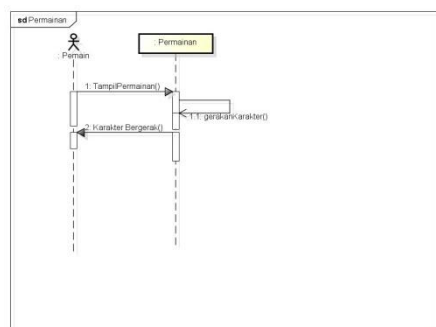 sd Permainan
: Pemain
: Permainan
1: TampilPermainan()
1.1: gerakanKarakter()
2: Karakter Bergerak()